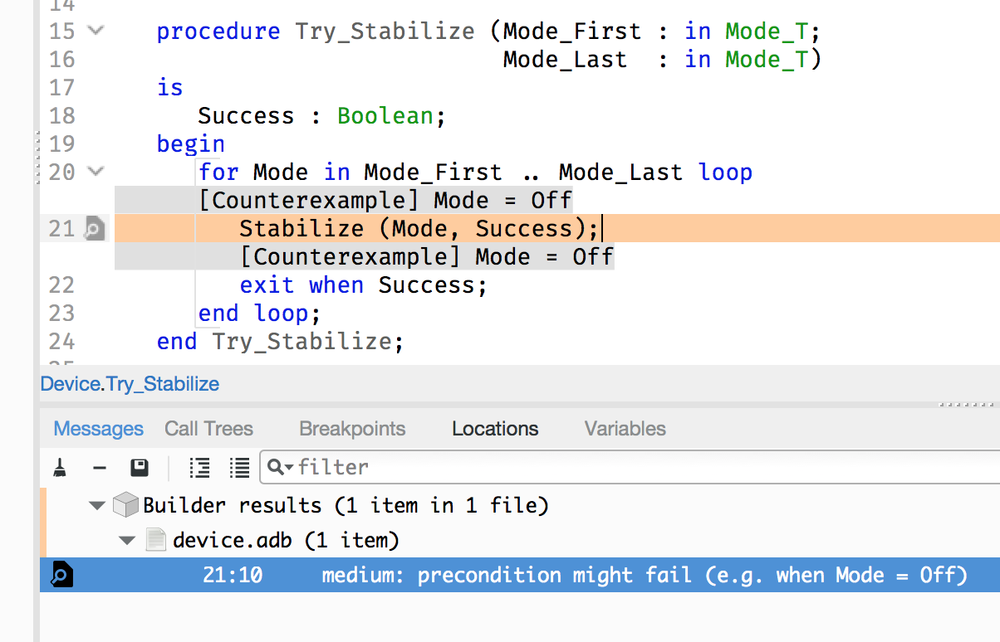 14
15 procedure Try_Stabilize (Mode_First : in Mode_T;
16 Mode_Last : in Mode_T)
17 is
18 Success : Boolean;
19 begin
20 for Mode in Mode_First .. Mode_Last loop
[Counterexample] Mode = Off
21 Stabilize (Mode, Success);
[Counterexample] Mode = Off
22 exit when Success;
23 end loop;
24 end Try_Stabilize;
Device.Try_Stabilize
Messages Call Trees Breakpoints Locations Variables
filter
Builder results (1 item in 1 file)
device.adb (1 item)
21:10 medium: precondition might fail (e.g. when Mode = Off)